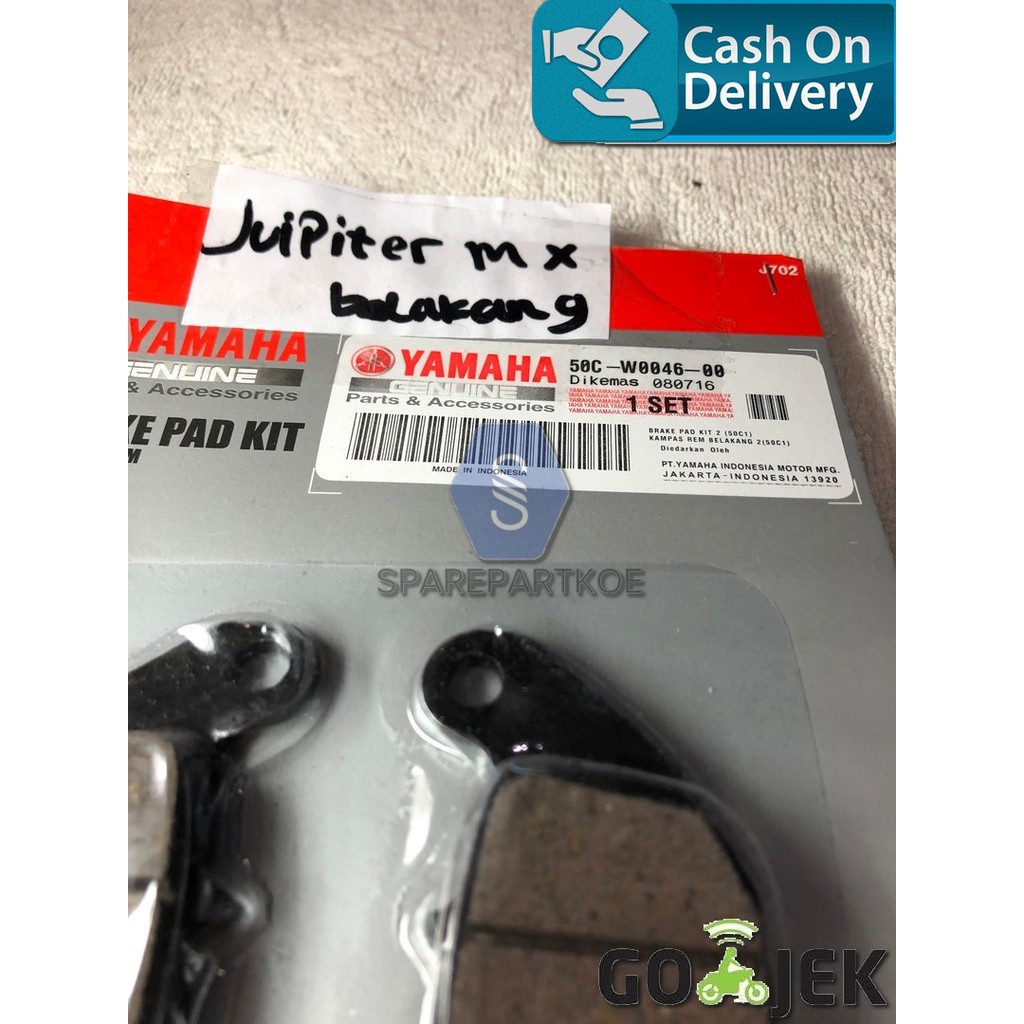 Cash On
Delivery
Juipiter mx
belakang
J702
YAMAHA
GENUINE
& Accessories
KE PAD KIT
M
YAMAHA
GENUINE
Parts & Accessories
MADE IN INDONESIA
50C-W0046-00
Dikemas 080716
1 SET
BRAKE PAD KIT 2 (50C1)
KAMPAS REM BELAKANG 2(50C1)
Diedarkan Oleh
PT.YAMAHA INDONESIA MOTOR MFG.
JAKARTA-INDONESIA 13920
SPAREPARTKOE
GOJEK